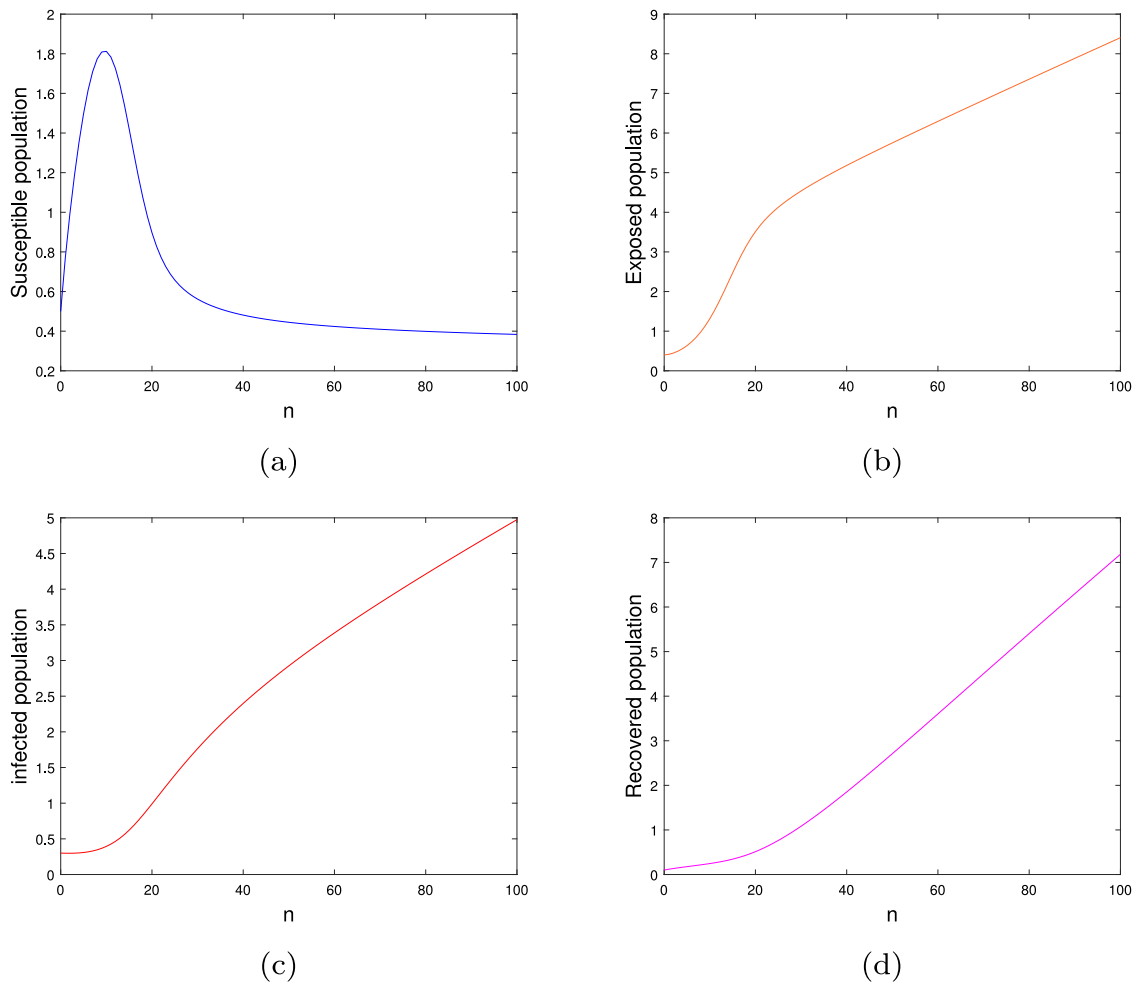 2
1.8
1.6
1.4
1.2
1
0.8
0.6
0.4
0.2
Susceptible population
0 20 40 60 80 100
n
(a)
9
8
7
6
5
4
3
2
1
0
Exposed population
0 20 40 60 80 100
n
(b)
5
4.5
4
3.5
3
2.5
2
1.5
1
0.5
0
infected population
0 20 40 60 80 100
n
(c)
8
7
6
5
4
3
2
1
0
Recovered population
0 20 40 60 80 100
n
(d)